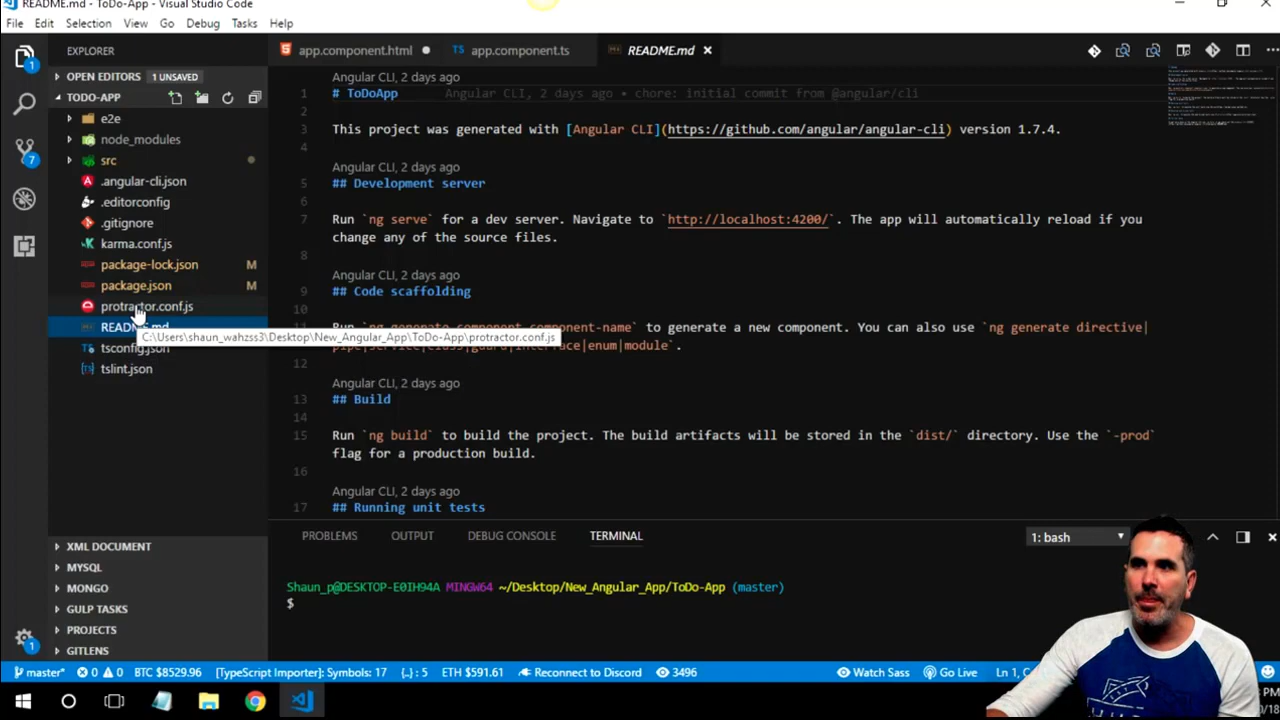 README.md - ToDo-App - Visual Studio Code
File Edit Selection View Go Debug Tasks Help
EXPLORER
OPEN EDITORS 1 UNSAVED
TODO-APP
e2e
node_modules
src
.angular-cli.json
.editorconfig
.gitignore
karma.conf.js
package-lock.json M
package.json M
protractor.conf.js
README.md
C:\Users\shaun_wahzss3\Desktop\New_Angular_App\ToDo-App\protractor.conf.js
tsconfig.json
tslint.json
XML DOCUMENT
MYSQL
MONGO
GULP TASKS
PROJECTS
GITLENS
1
7
1
app.component.html
TS app.component.ts
README.md
Angular CLI, 2 days ago
1 # ToDoApp Angular CLI, 2 days ago • chore: initial commit from @angular/cli
2
3 This project was generated with [Angular CLI](https://github.com/angular/angular-cli) version 1.7.4.
4
Angular CLI, 2 days ago
5 ## Development server
6
7 Run `ng serve` for a dev server. Navigate to `http://localhost:4200/`. The app will automatically reload if you
change any of the source files.
8
Angular CLI, 2 days ago
9 ## Code scaffolding
10
Run `ng generate component component-name` to generate a new component. You can also use `ng generate directive|
pipe|service|class|guard|interface|enum|module`.
12
Angular CLI, 2 days ago
13 ## Build
14
15 Run `ng build` to build the project. The build artifacts will be stored in the `dist/` directory. Use the `-prod`
flag for a production build.
16
Angular CLI, 2 days ago
17 ## Running unit tests
PROBLEMS OUTPUT DEBUG CONSOLE TERMINAL
1: bash
Shaun_p@DESKTOP-E0IH94A MINGW64 ~/Desktop/New_Angular_App/ToDo-App (master)
$
master* 0 0 BTC $8529.96 [TypeScript Importer]: Symbols: 17 {..} : 5 ETH $591.61 Reconnect to Discord 3496 Watch Sass Go Live Ln 1,